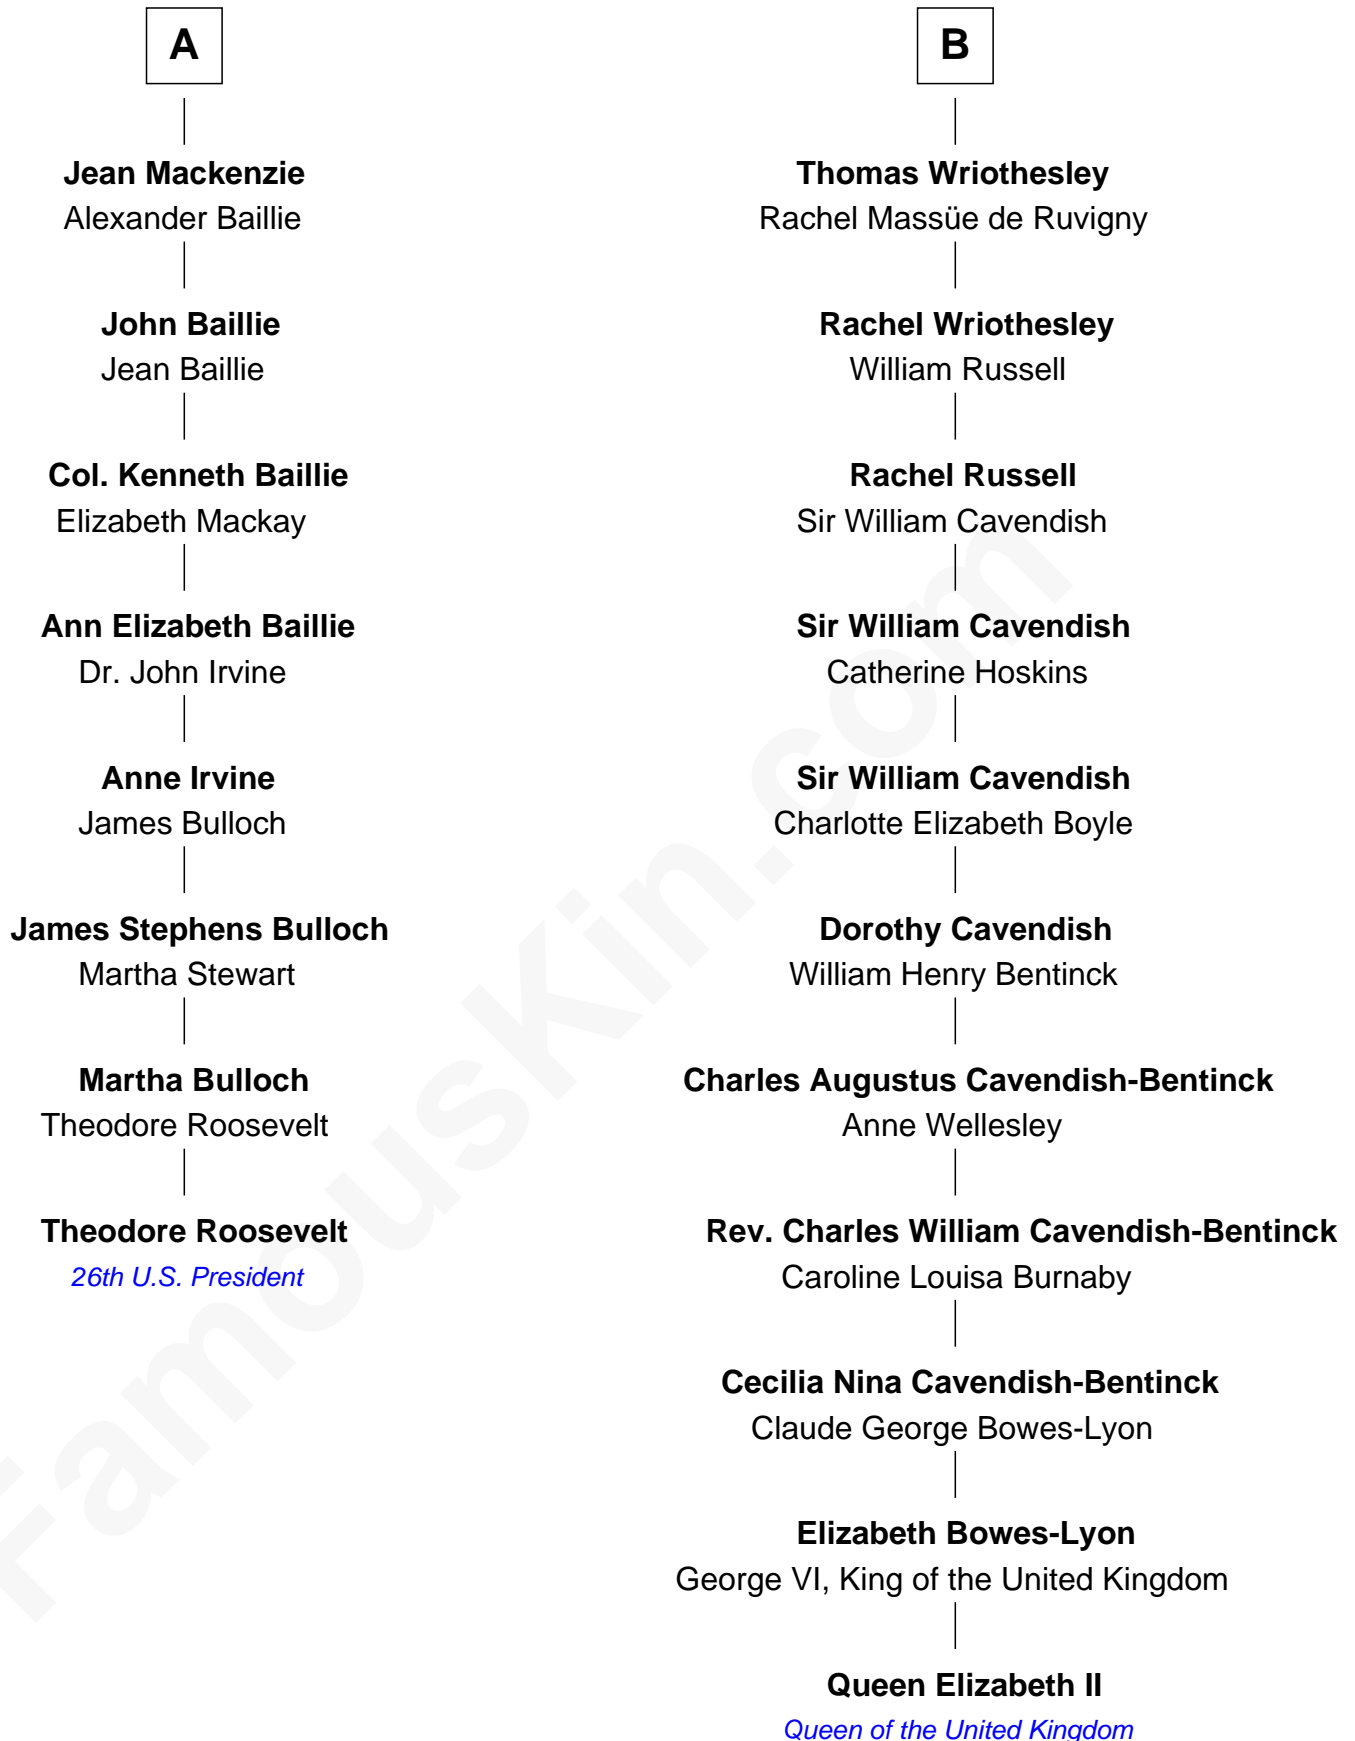 A
Jean Mackenzie
Alexander Baillie
John Baillie
Jean Baillie
Col. Kenneth Baillie
Elizabeth Mackay
Ann Elizabeth Baillie
Dr. John Irvine
Anne Irvine
James Bulloch
James Stephens Bulloch
Martha Stewart
Martha Bulloch
Theodore Roosevelt
Theodore Roosevelt
26th U.S. President
B
Thomas Wriothesley
Rachel Massüe de Ruvigny
Rachel Wriothesley
William Russell
Rachel Russell
Sir William Cavendish
Sir William Cavendish
Catherine Hoskins
Sir William Cavendish
Charlotte Elizabeth Boyle
Dorothy Cavendish
William Henry Bentinck
Charles Augustus Cavendish-Bentinck
Anne Wellesley
Rev. Charles William Cavendish-Bentinck
Caroline Louisa Burnaby
Cecilia Nina Cavendish-Bentinck
Claude George Bowes-Lyon
Elizabeth Bowes-Lyon
George VI, King of the United Kingdom
Queen Elizabeth II
Queen of the United Kingdom
FamousKin.com